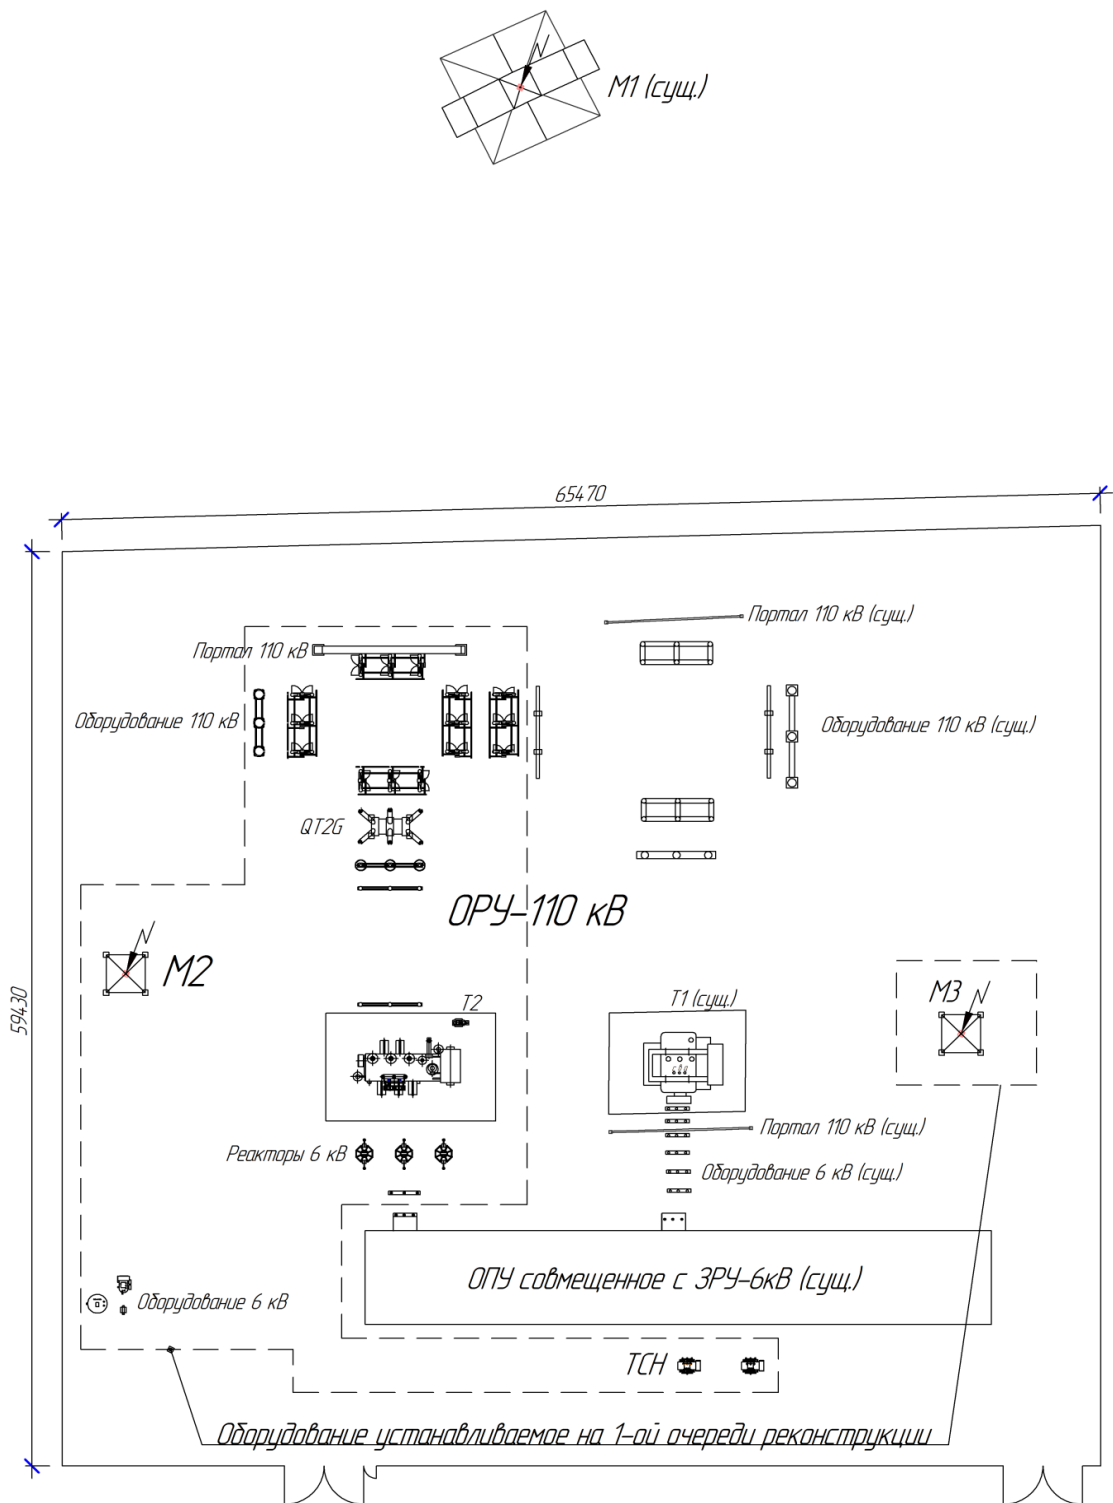 М1 (сущ.)
65470
Портал 110 кВ (сущ.)
Портал 110 кВ
Оборудование 110 кВ
Оборудование 110 кВ (сущ.)
QT2G
ОРУ-110 кВ
М2
М3
59430
Т2
Т1 (сущ.)
Портал 110 кВ (сущ.)
Реакторы 6 кВ
Оборудование 6 кВ (сущ.)
ОПУ совмещенное с ЗРУ-6кВ (сущ.)
Оборудование 6 кВ
ТСН
Оборудование устанавливаемое на 1-ой очереди реконструкции